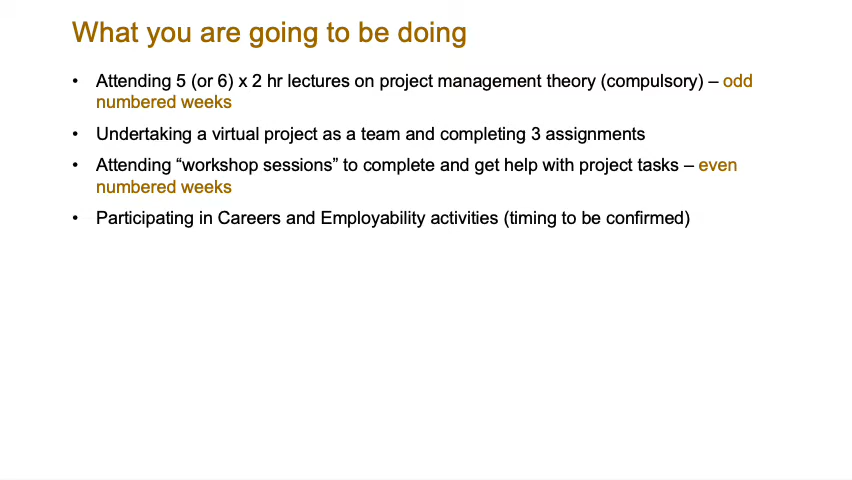 What you are going to be doing
• Attending 5 (or 6) x 2 hr lectures on project management theory (compulsory) – odd
numbered weeks
• Undertaking a virtual project as a team and completing 3 assignments
• Attending “workshop sessions” to complete and get help with project tasks – even
numbered weeks
• Participating in Careers and Employability activities (timing to be confirmed)